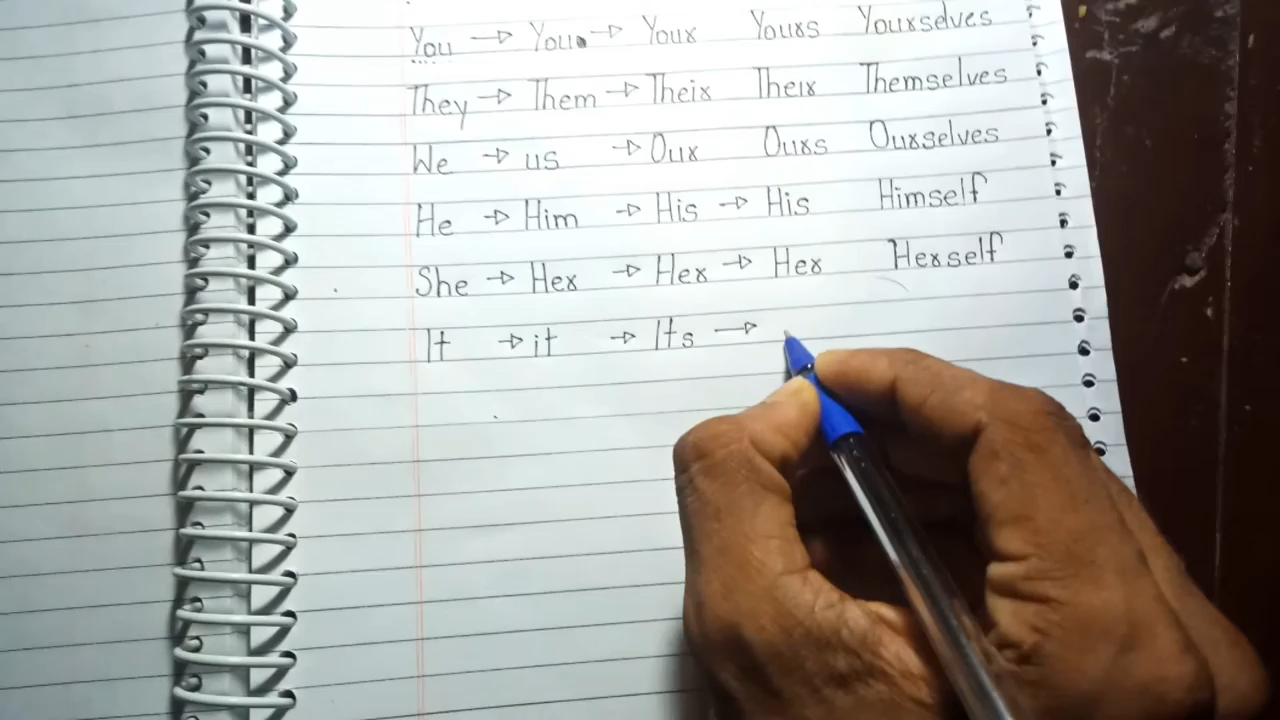 You → You → Your Yours Yourselves
They → Them → Their Their Themselves
We → us → Our Ours Ourselves
He → Him → His → His Himself
She → Her → Her → Her Herself
It → it → Its →